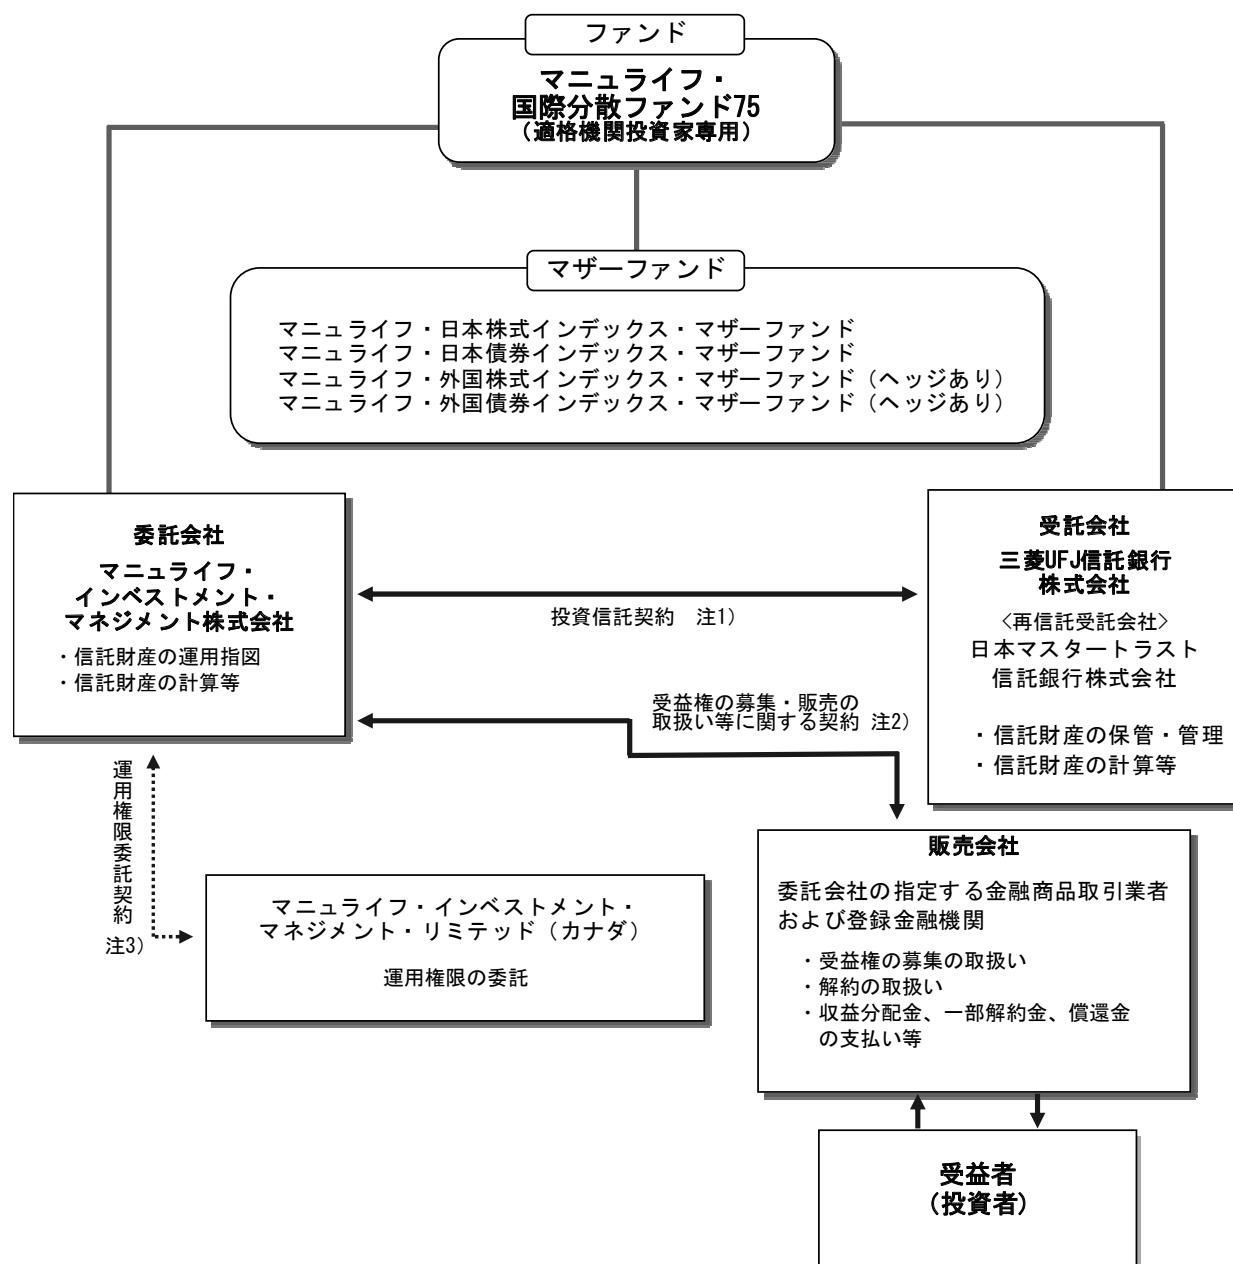 ファンド
マニュライフ・
国際分散ファンド75
（適格機関投資家専用）
マザーファンド
マニュライフ・日本株式インデックス・マザーファンド
マニュライフ・日本債券インデックス・マザーファンド
マニュライフ・外国株式インデックス・マザーファンド（ヘッジあり）
マニュライフ・外国債券インデックス・マザーファンド（ヘッジあり）
委託会社
マニュライフ・
インベストメント・
マネジメント株式会社
・信託財産の運用指図
・信託財産の計算等
投資信託契約　注1）
受託会社
三菱UFJ信託銀行
株式会社
〈再信託受託会社〉
日本マスタートラスト
信託銀行株式会社
・信託財産の保管・管理
・信託財産の計算等
受益権の募集・販売の
取扱い等に関する契約 注2）
運用権限委託契約
注3）
マニュライフ・インベストメント・
マネジメント・リミテッド（カナダ）
運用権限の委託
販売会社
委託会社の指定する金融商品取引業者
および登録金融機関
・受益権の募集の取扱い
・解約の取扱い
・収益分配金、一部解約金、償還金
の支払い等
受益者
（投資者）